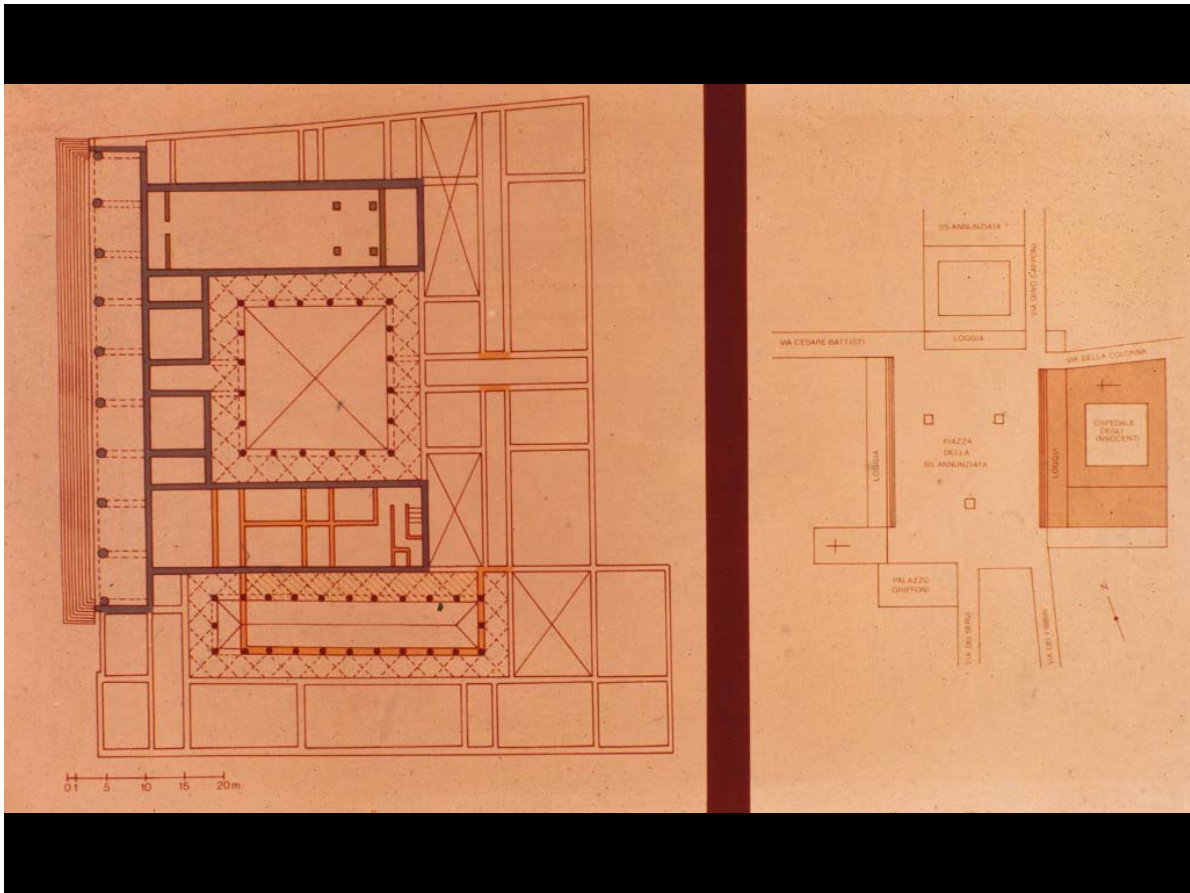 0 1 5 10 15 20 m
SS. ANNUNZIATA
VIA GINO CAPPONI
LOGGIA
VIA CESARE BATTISTI
VIA DELLA COLONNA
OSPEDALE
DEGLI
INNOCENTI
PIAZZA
DELLA
SS. ANNUNZIATA
LOGGIA
LOGGIA
PALAZZO
GRIFFONI
VIA DEI SERVI
VIA DEI FIBBIAI
N